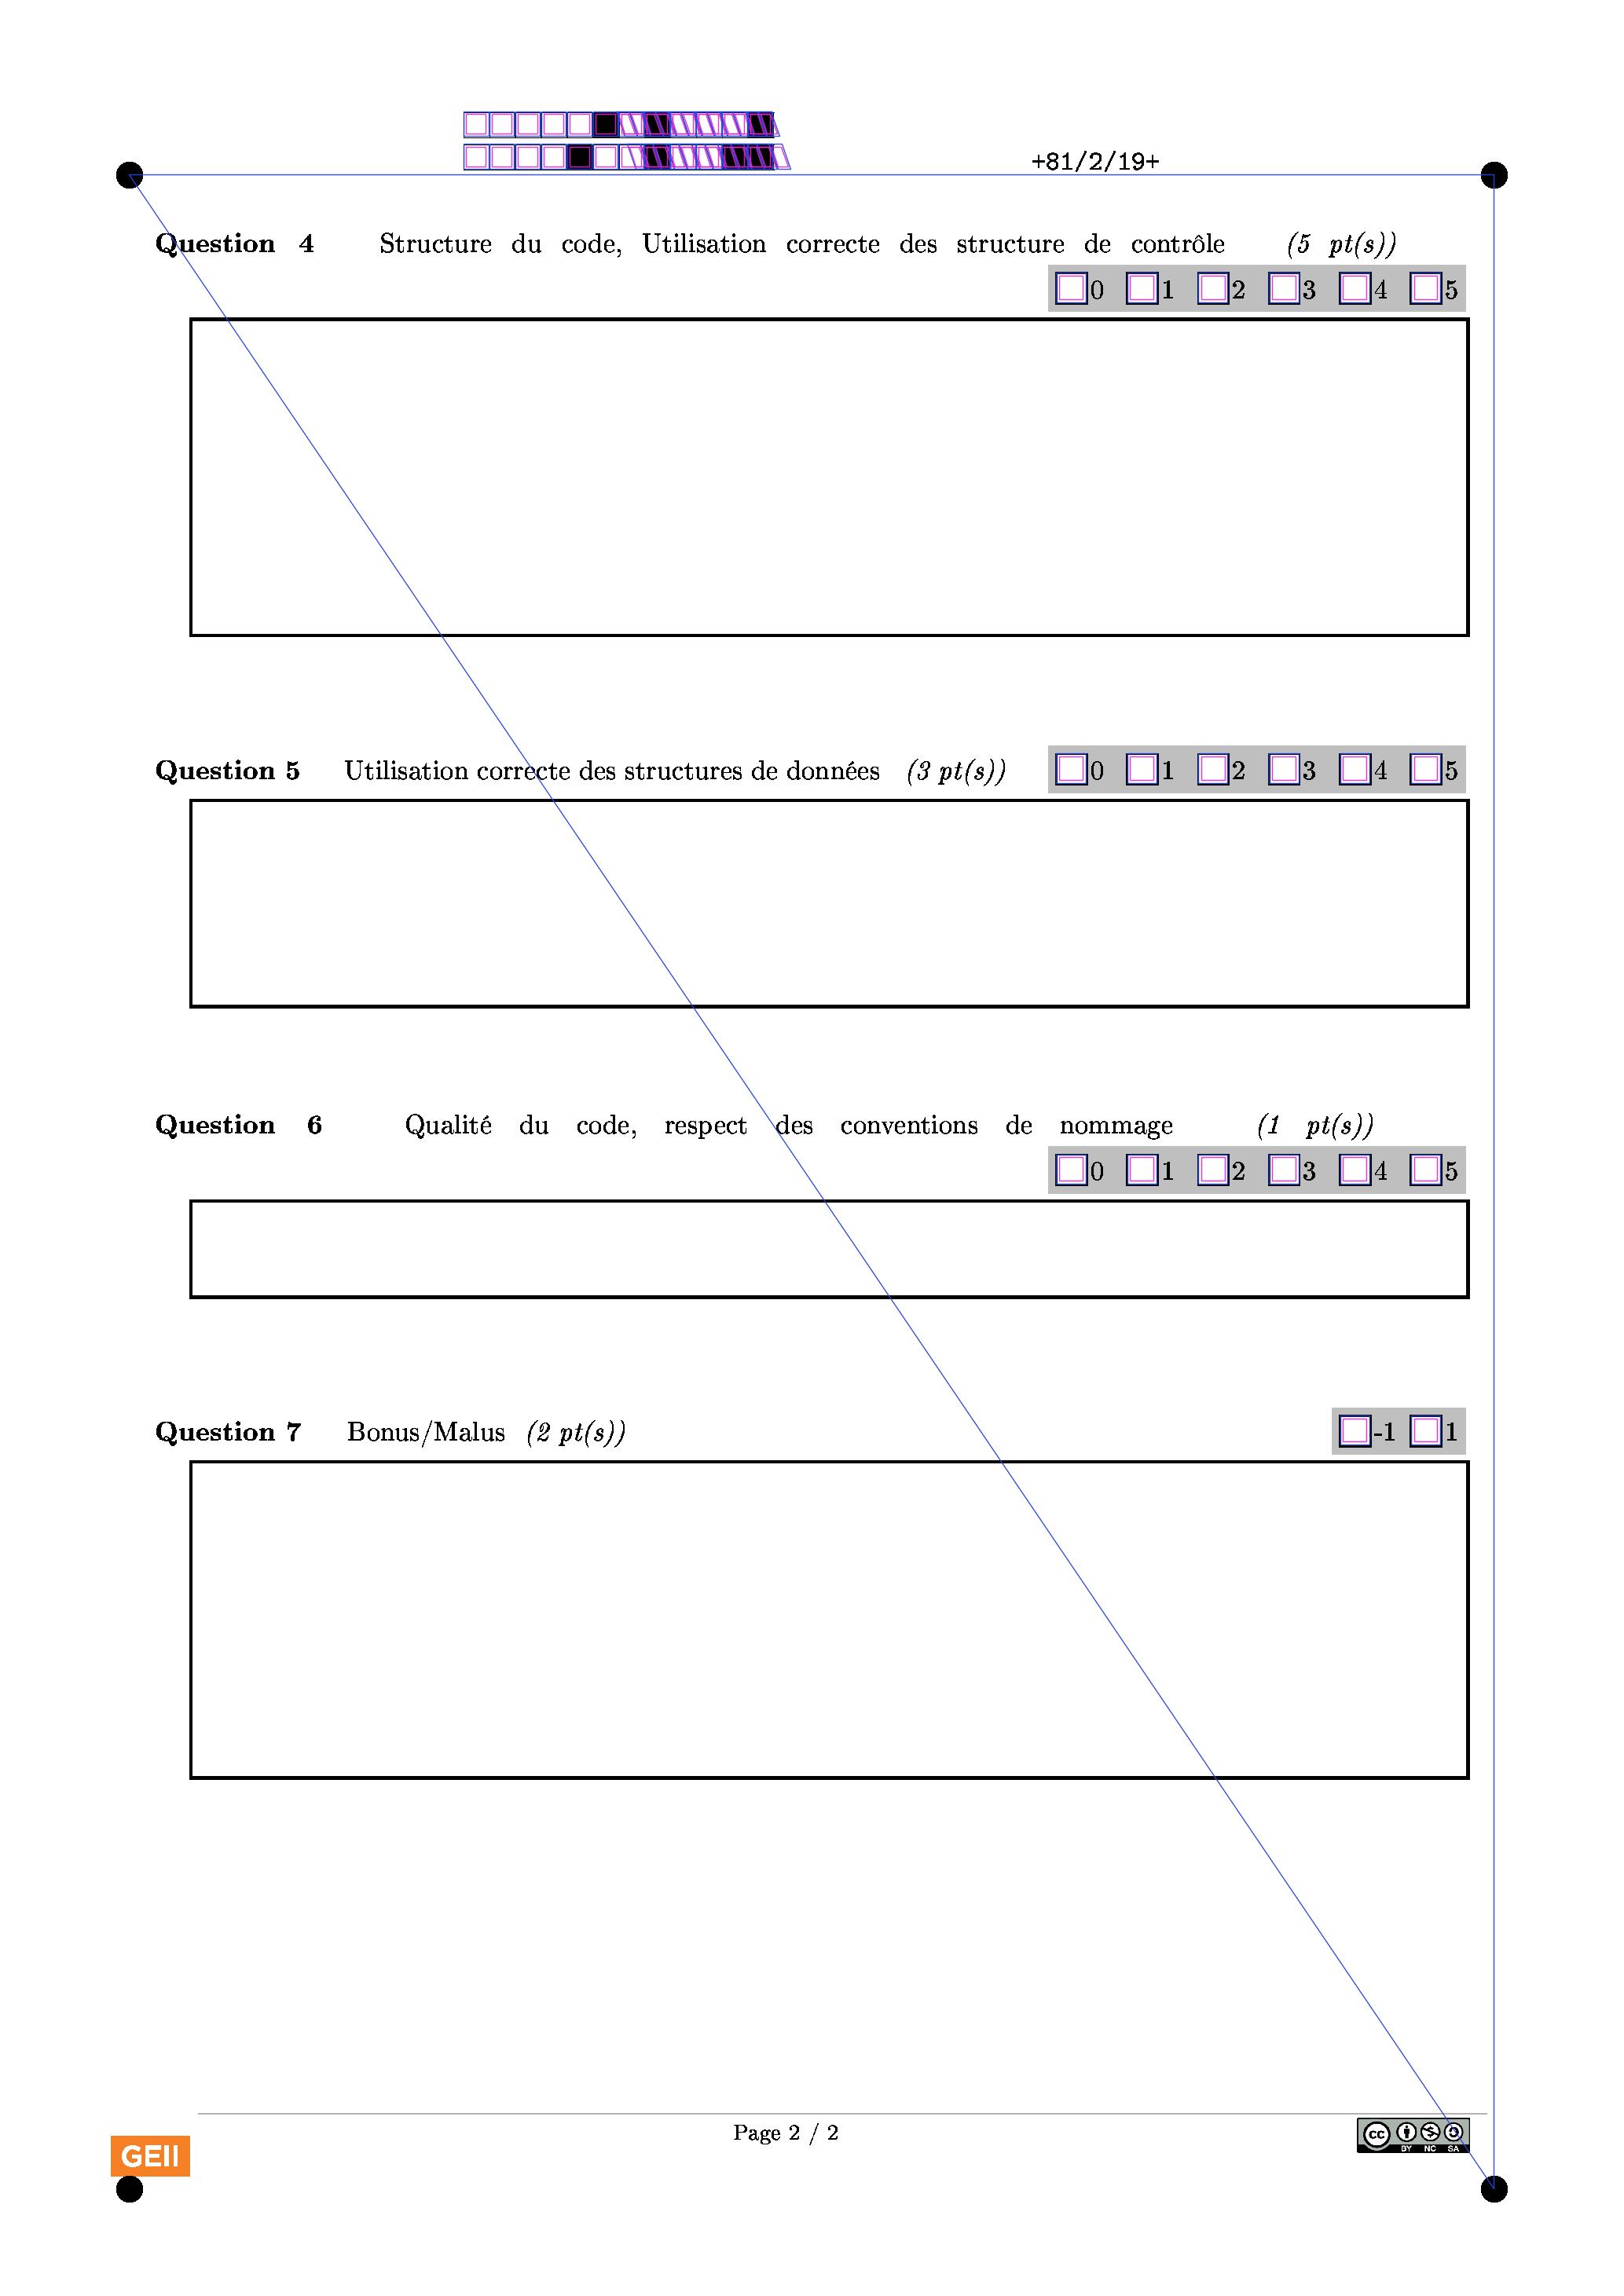 +81/2/19+
Question 4 Structure du code, Utilisation correcte des structure de contrôle (5 pt(s))
0 1 2 3 4 5
Question 5 Utilisation correcte des structures de données (3 pt(s)) 0 1 2 3 4 5
Question 6 Qualité du code, respect des conventions de nommage (1 pt(s))
0 1 2 3 4 5
Question 7 Bonus/Malus (2 pt(s)) -1 1
Page 2 / 2
cc BY NC SA
GEII